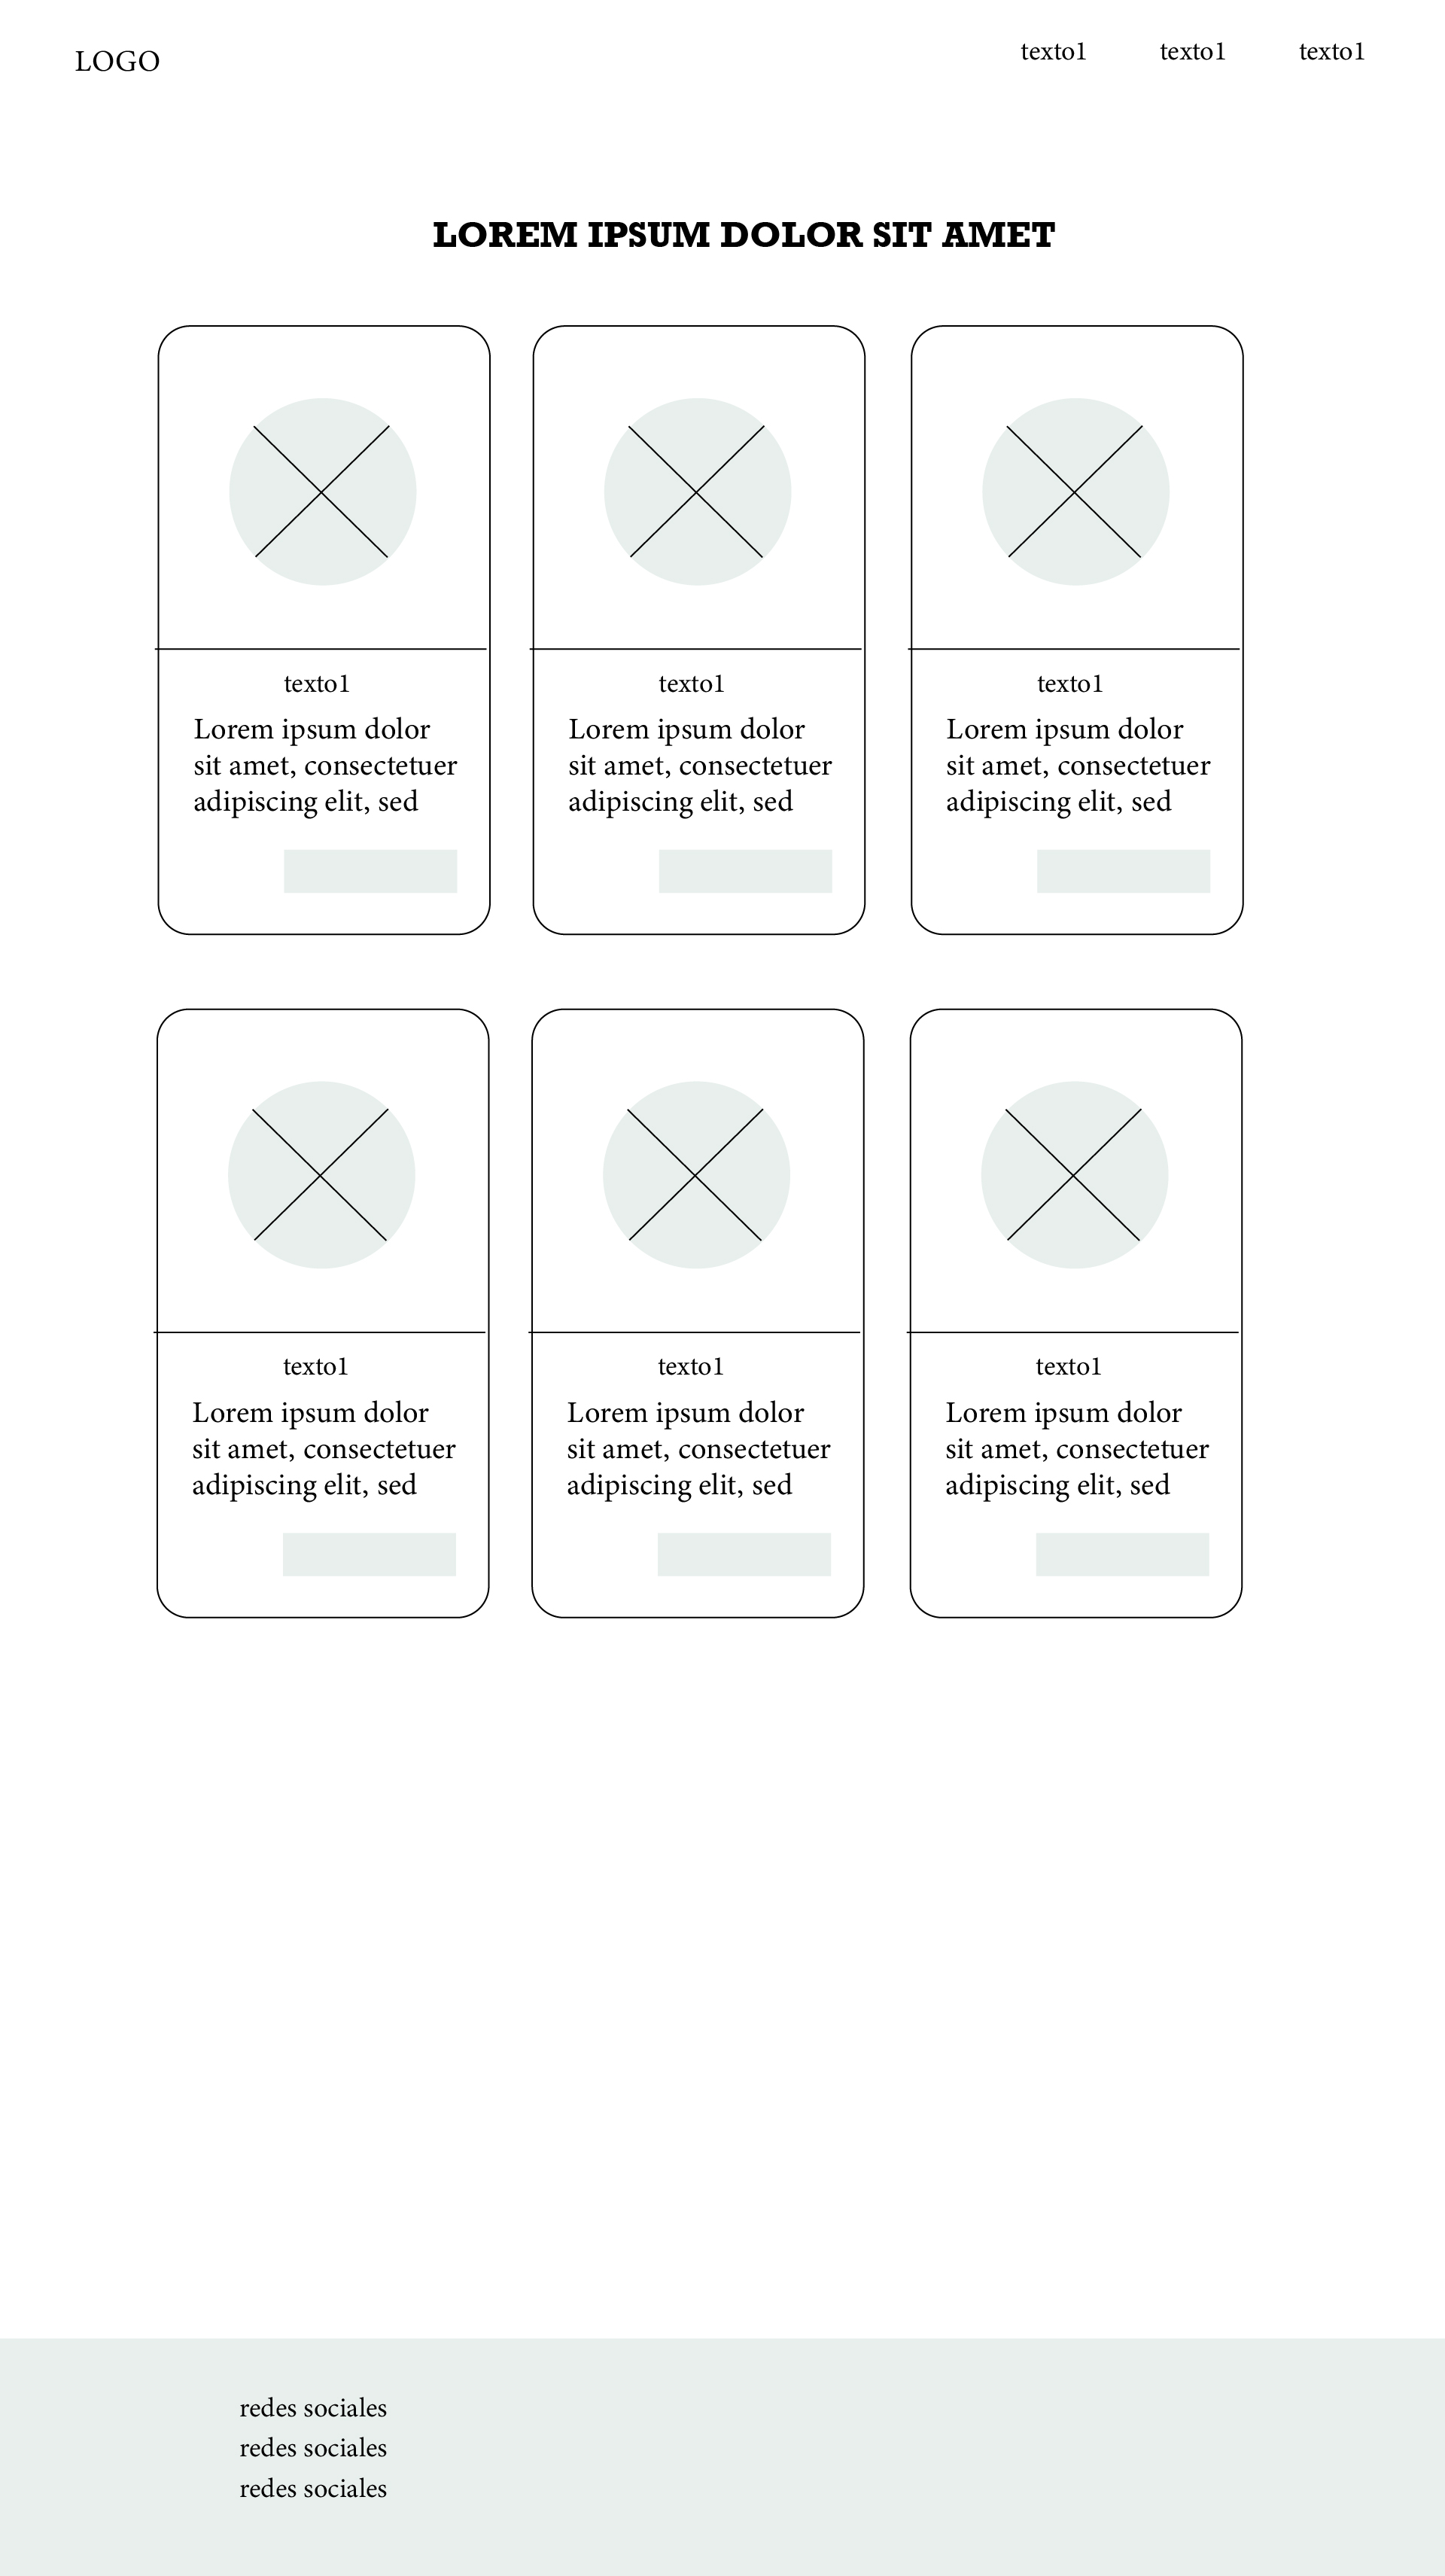 LOGO
texto1
texto1
texto1
LOREM IPSUM DOLOR SIT AMET
texto1
Lorem ipsum dolor
sit amet, consectetuer
adipiscing elit, sed
texto1
Lorem ipsum dolor
sit amet, consectetuer
adipiscing elit, sed
texto1
Lorem ipsum dolor
sit amet, consectetuer
adipiscing elit, sed
texto1
Lorem ipsum dolor
sit amet, consectetuer
adipiscing elit, sed
texto1
Lorem ipsum dolor
sit amet, consectetuer
adipiscing elit, sed
texto1
Lorem ipsum dolor
sit amet, consectetuer
adipiscing elit, sed
redes sociales
redes sociales
redes sociales